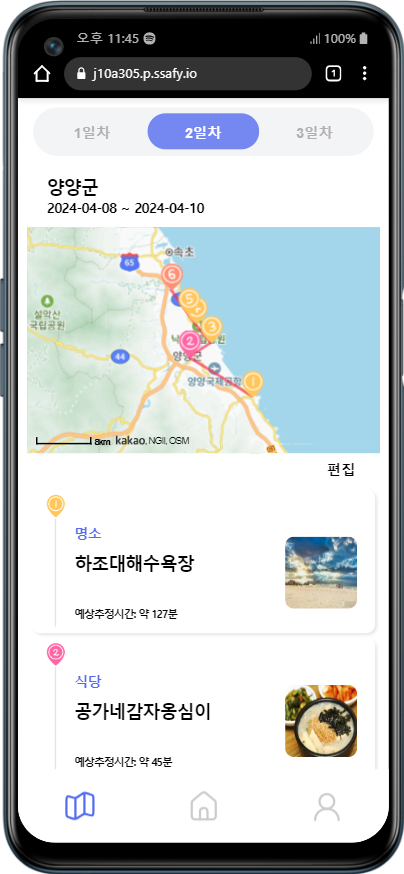 오후 11:45
100%
j10a305.p.ssafy.io
1
1일차
2일차
3일차
양양군
2024-04-08 ~ 2024-04-10
속초
65
6
5
설악산
국립공원
3
2
44
양양군
양양국제공항
1
8km kakao, NGII, OSM
편집
1
명소
하조대해수욕장
예상추정시간: 약 127분
2
식당
공가네감자옹심이
예상추정시간: 약 45분